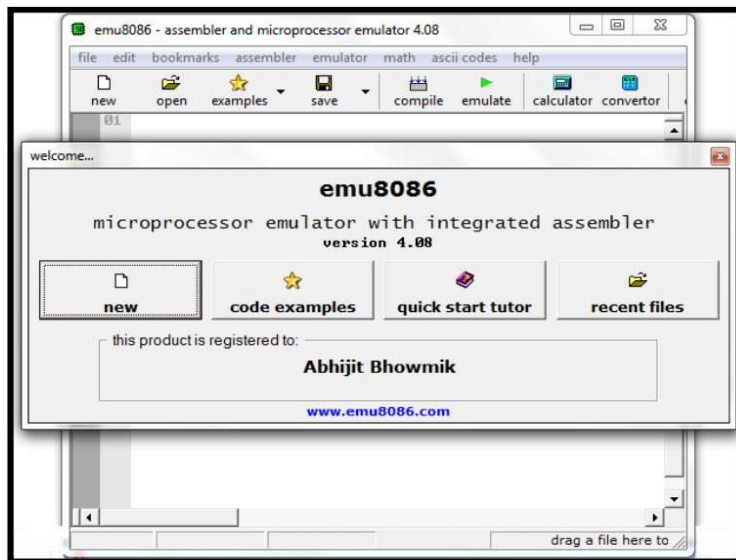 emu8086 - assembler and microprocessor emulator 4.08
file edit bookmarks assembler emulator math ascii codes help
new open examples save compile emulate calculator convertor
01
welcome...
emu8086
microprocessor emulator with integrated assembler
version 4.08
new code examples quick start tutor recent files
this product is registered to:
Abhijit Bhowmik
www.emu8086.com
drag a file here to